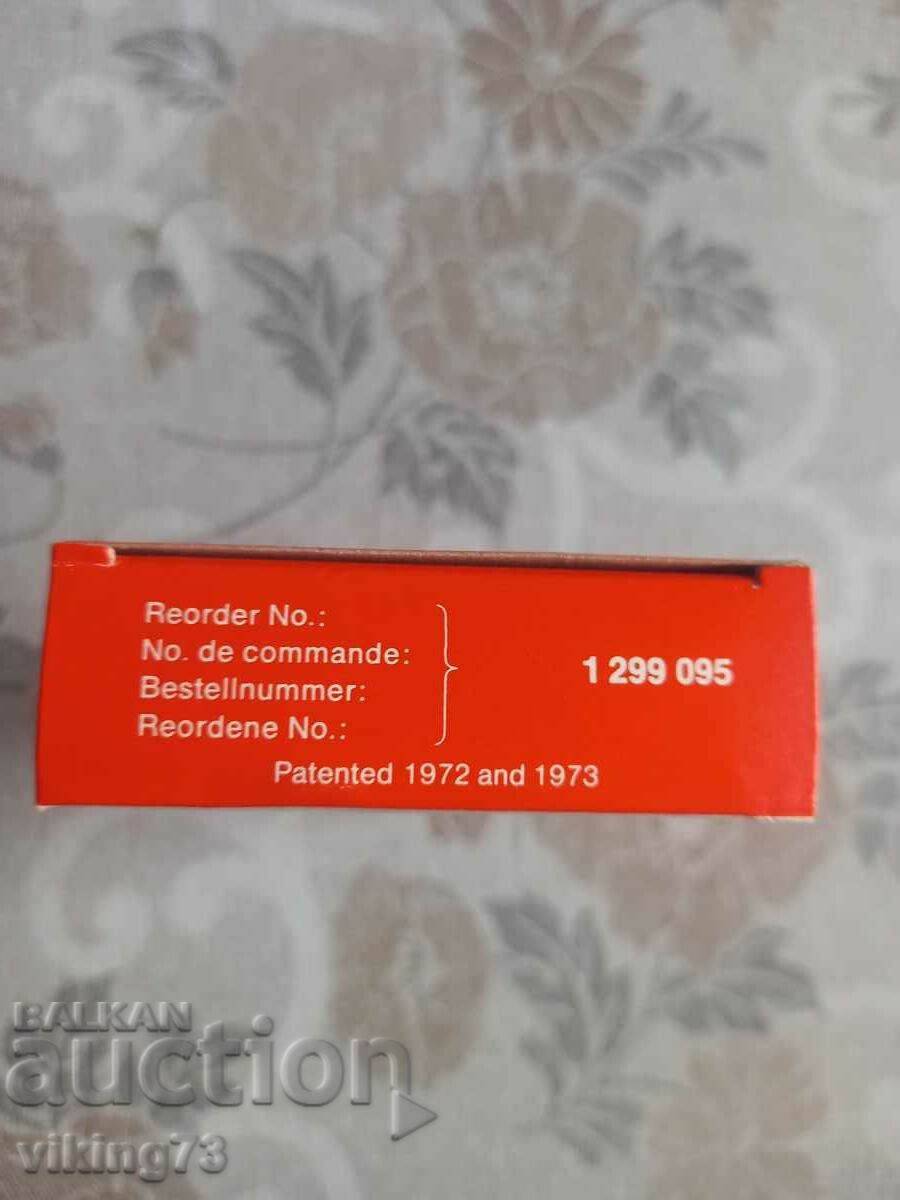 Reorder No.:
No. de commande:
Bestellnummer:
Reordene No.:
1 299 095
Patented 1972 and 1973
BALKAN
auction
viking73